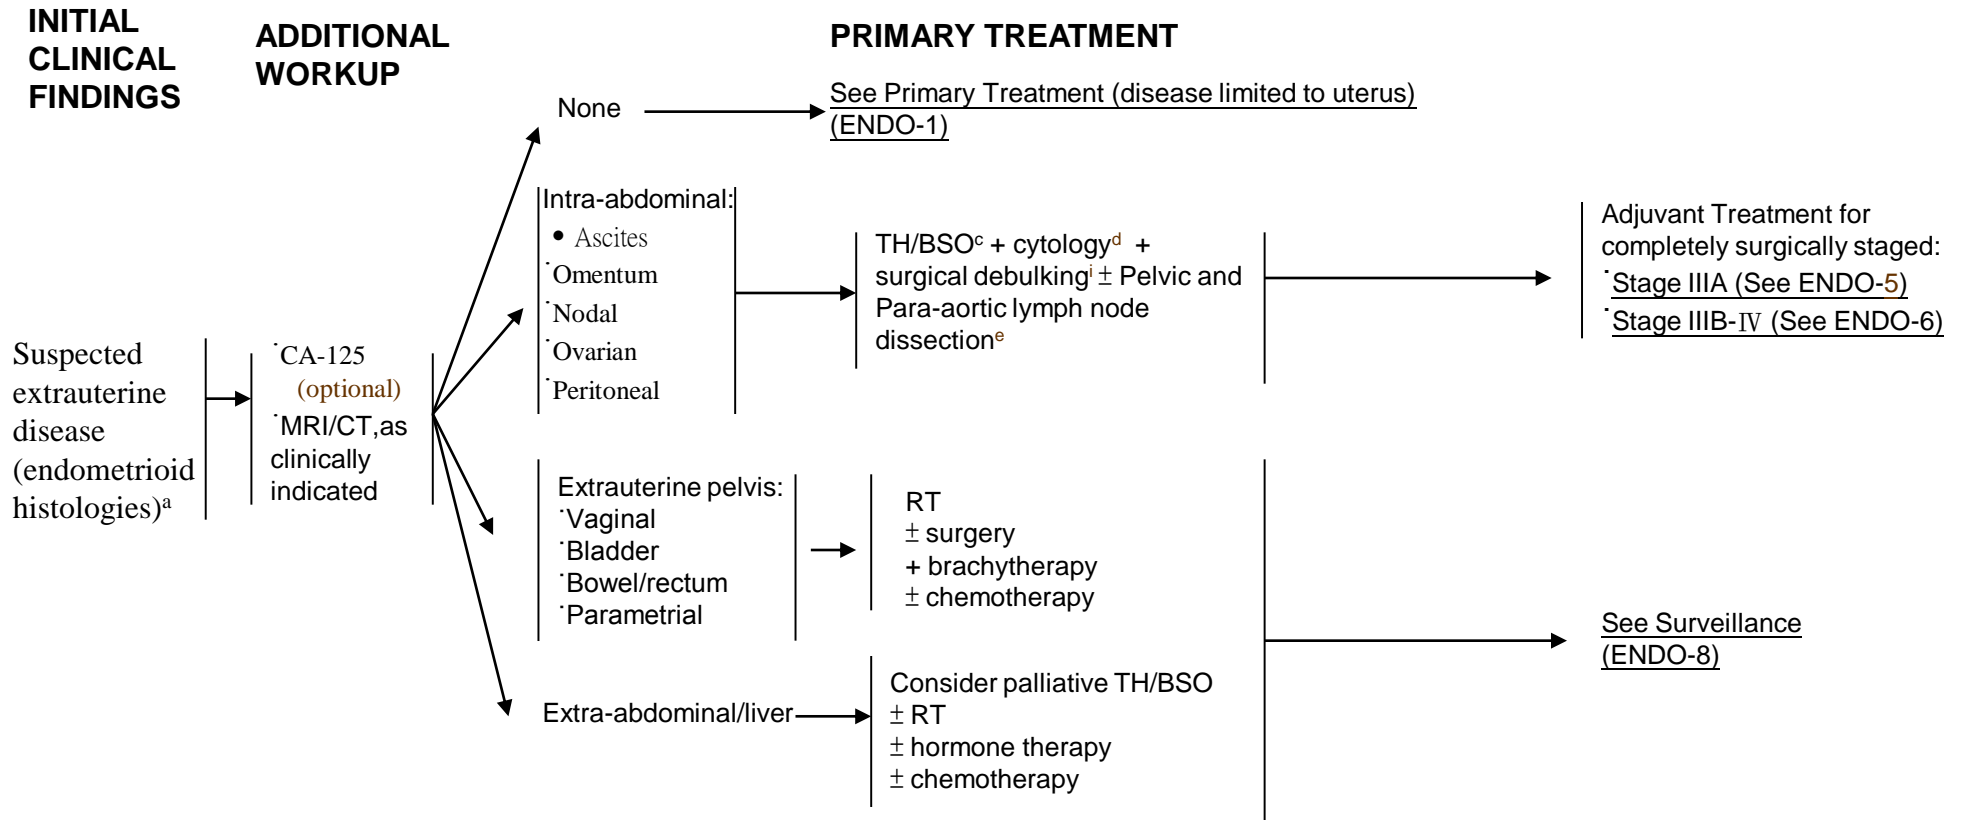 INITIAL
CLINICAL
FINDINGS
ADDITIONAL
WORKUP
PRIMARY TREATMENT
Suspected
extrauterine
disease
(endometrioid
histologies)a
˙CA-125
(optional)
˙MRI/CT,as
clinically
indicated
None
See Primary Treatment (disease limited to uterus)
(ENDO-1)
Intra-abdominal:
• Ascites
˙Omentum
˙Nodal
˙Ovarian
˙Peritoneal
TH/BSOc + cytologyd +
surgical debulkingi ± Pelvic and
Para-aortic lymph node
dissectione
Adjuvant Treatment for
completely surgically staged:
˙Stage IIIA (See ENDO-5)
˙Stage IIIB-Ⅳ (See ENDO-6)
Extrauterine pelvis:
˙Vaginal
˙Bladder
˙Bowel/rectum
˙Parametrial
RT
± surgery
+ brachytherapy
± chemotherapy
Extra-abdominal/liver
Consider palliative TH/BSO
± RT
± hormone therapy
± chemotherapy
See Surveillance
(ENDO-8)